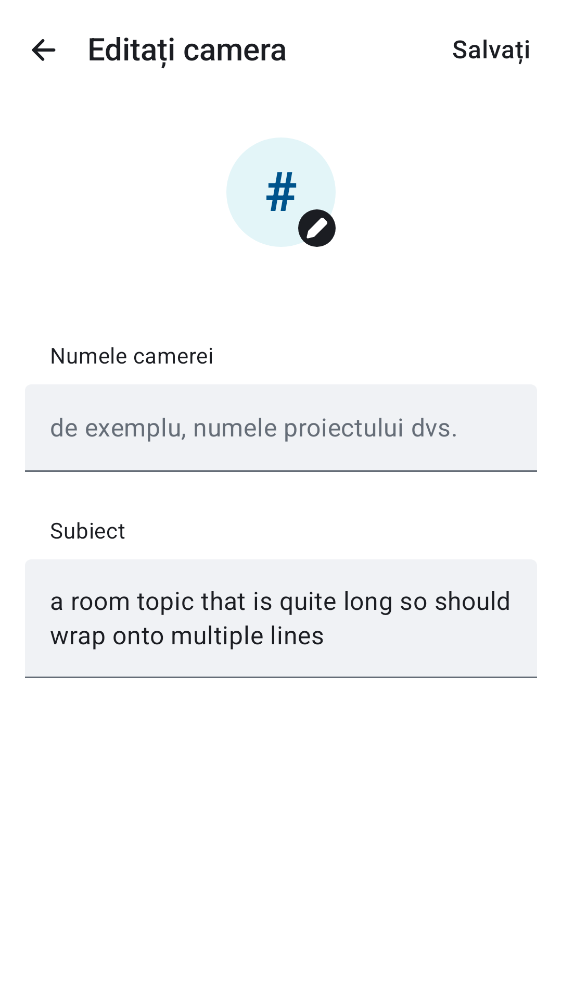 Editați camera
Salvați
#
Numele camerei
de exemplu, numele proiectului dvs.
Subiect
a room topic that is quite long so should
wrap onto multiple lines